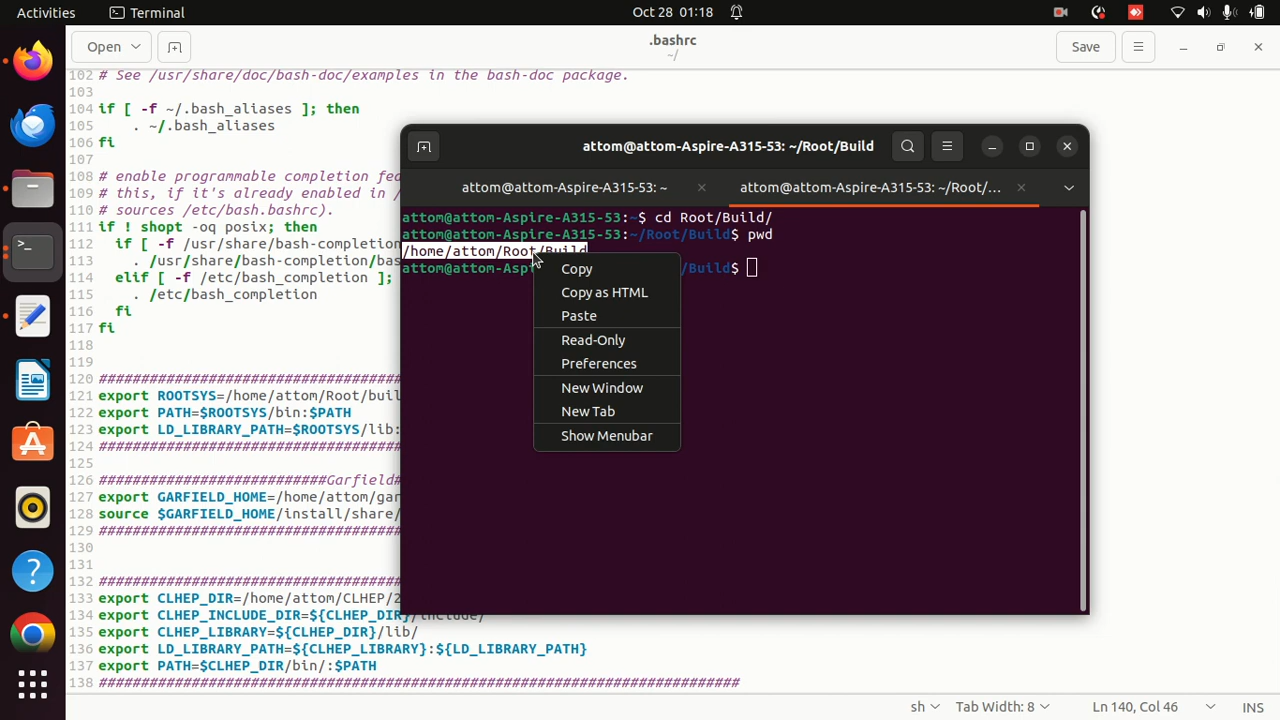 Activities
Terminal
Oct 28 01:18
Open
.bashrc
~/
Save
102 # See /usr/share/doc/bash-doc/examples in the bash-doc package.
103
104 if [ -f ~/.bash_aliases ]; then
105 . ~/.bash_aliases
106 fi
107
108 # enable programmable completion fea
109 # this, if it's already enabled in /
110 # sources /etc/bash.bashrc).
111 if ! shopt -oq posix; then
112 if [ -f /usr/share/bash-completion
113 . /usr/share/bash-completion/bas
114 elif [ -f /etc/bash_completion ];
115 . /etc/bash_completion
116 fi
117 fi
118
119
120 ####################################
121 export ROOTSYS=/home/attom/Root/buil
122 export PATH=$ROOTSYS/bin:$PATH
123 export LD_LIBRARY_PATH=$ROOTSYS/lib:
124 ####################################
125
126 ###########################Garfield#
127 export GARFIELD_HOME=/home/attom/gar
128 source $GARFIELD_HOME/install/share/
129 ####################################
130
131
132 ####################################
133 export CLHEP_DIR=/home/attom/CLHEP/2
134 export CLHEP_INCLUDE_DIR=${CLHEP_DIR}/include/
135 export CLHEP_LIBRARY=${CLHEP_DIR}/lib/
136 export LD_LIBRARY_PATH=${CLHEP_LIBRARY}:${LD_LIBRARY_PATH}
137 export PATH=$CLHEP_DIR/bin/:$PATH
138 #############################################################################
attom@attom-Aspire-A315-53: ~/Root/Build
attom@attom-Aspire-A315-53: ~
attom@attom-Aspire-A315-53: ~/Root/...
attom@attom-Aspire-A315-53:~$ cd Root/Build/
attom@attom-Aspire-A315-53:~/Root/Build$ pwd
/home/attom/Root/Build
attom@attom-Asp /Build$
Copy
Copy as HTML
Paste
Read-Only
Preferences
New Window
New Tab
Show Menubar
sh
Tab Width: 8
Ln 140, Col 46
INS